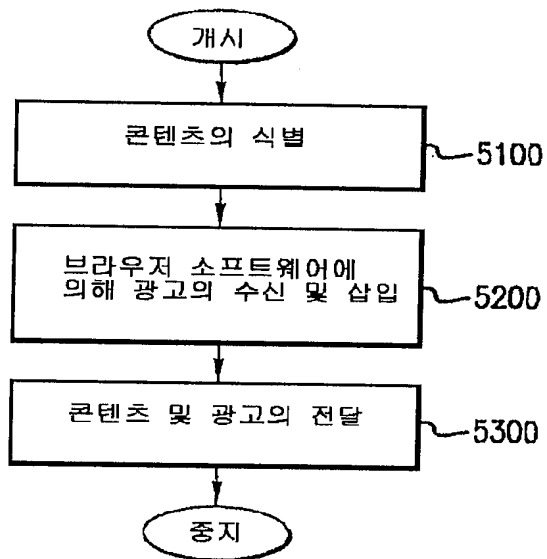 개시
콘텐츠의 식별
5100
브라우저 소프트웨어에
의해 광고의 수신 및 삽입
5200
콘텐츠 및 광고의 전달
5300
중지